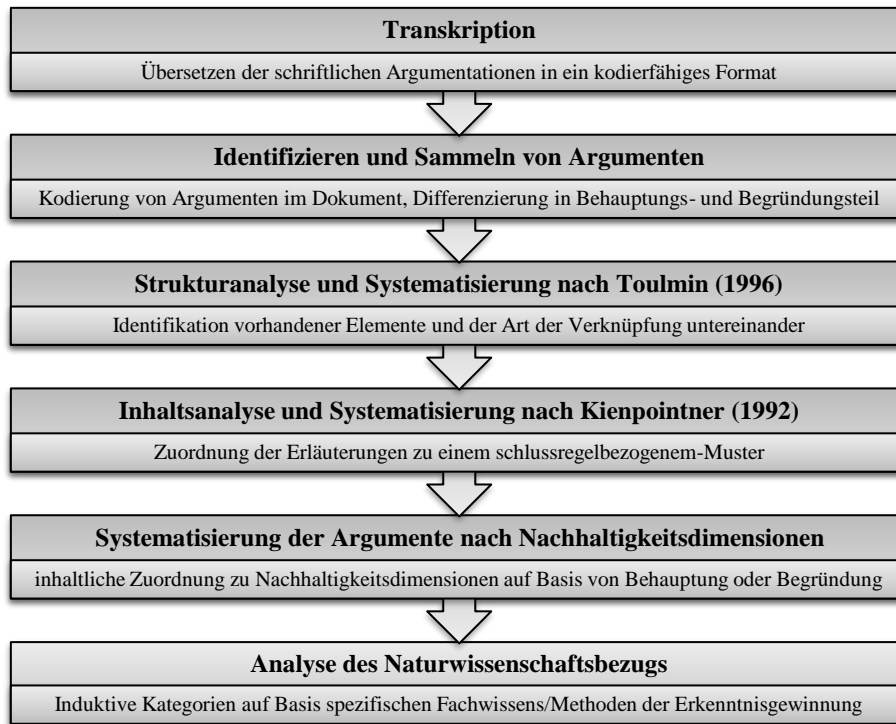 Transkription
Übersetzen der schriftlichen Argumentationen in ein kodierfähiges Format
Identifizieren und Sammeln von Argumenten
Kodierung von Argumenten im Dokument, Differenzierung in Behauptungs- und Begründungsteil
Strukturanalyse und Systematisierung nach Toulmin (1996)
Identifikation vorhandener Elemente und der Art der Verknüpfung untereinander
Inhaltsanalyse und Systematisierung nach Kienpointner (1992)
Zuordnung der Erläuterungen zu einem schlussregelbezogenem-Muster
Systematisierung der Argumente nach Nachhaltigkeitsdimensionen
inhaltliche Zuordnung zu Nachhaltigkeitsdimensionen auf Basis von Behauptung oder Begründung
Analyse des Naturwissenschaftsbezugs
Induktive Kategorien auf Basis spezifischen Fachwissens/Methoden der Erkenntnisgewinnung